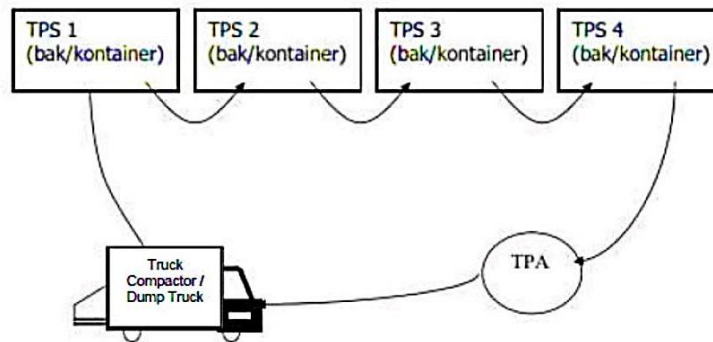 TPS 1
(bak/kontainer)
TPS 2
(bak/kontainer)
TPS 3
(bak/kontainer)
TPS 4
(bak/kontainer)
Truck
Compactor /
Dump Truck
TPA